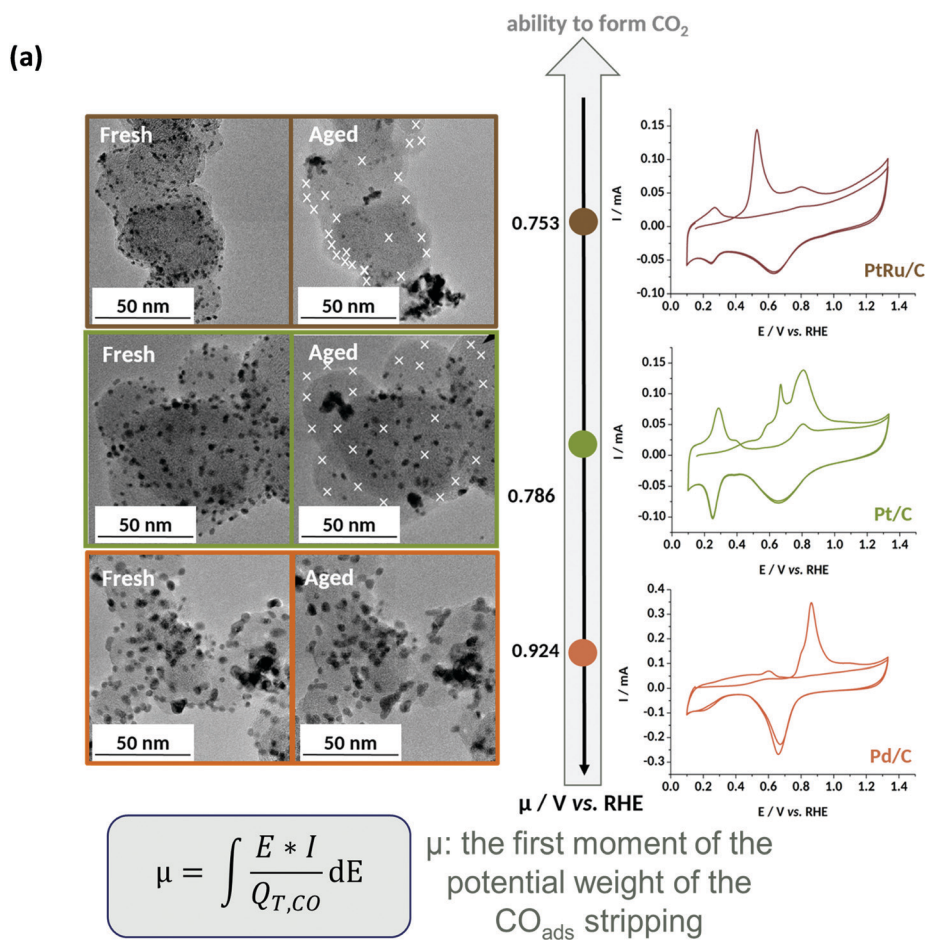 (a)
ability to form CO₂
Fresh
Aged
50 nm
50 nm
0.753
0.15
0.10
0.05
0.00
-0.05
-0.10
I / mA
PtRu/C
0.0 0.2 0.4 0.6 0.8 1.0 1.2 1.4
E / V vs. RHE
Fresh
Aged
50 nm
50 nm
0.786
0.15
0.10
0.05
0.00
-0.05
-0.10
I / mA
Pt/C
0.0 0.2 0.4 0.6 0.8 1.0 1.2 1.4
E / V vs. RHE
Fresh
Aged
50 nm
50 nm
0.924
0.4
0.3
0.2
0.1
0.0
-0.1
-0.2
-0.3
I / mA
Pd/C
0.0 0.2 0.4 0.6 0.8 1.0 1.2 1.4
E / V vs. RHE
μ / V vs. RHE
μ = ∫ E * I / Q_{T,CO} dE
μ: the first moment of the
potential weight of the
CO_{ads} stripping